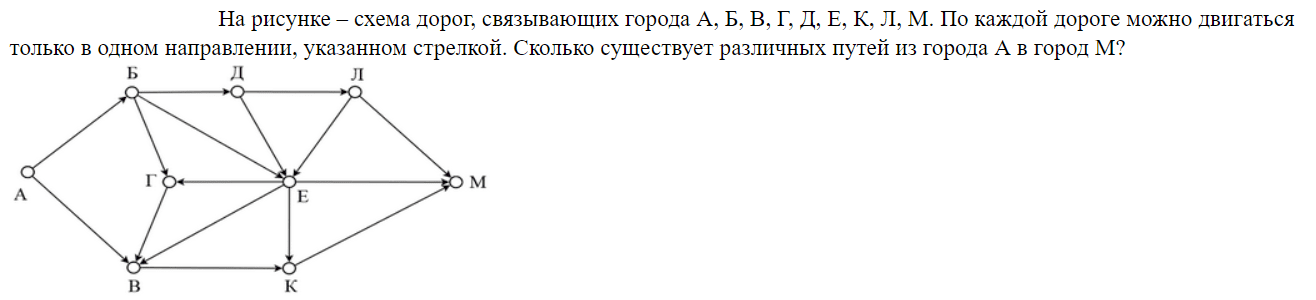 На рисунке – схема дорог, связывающих города А, Б, В, Г, Д, Е, К, Л, М. По каждой дороге можно двигаться
только в одном направлении, указанном стрелкой. Сколько существует различных путей из города А в город М?
Б Д Л
А Г Е М
В К